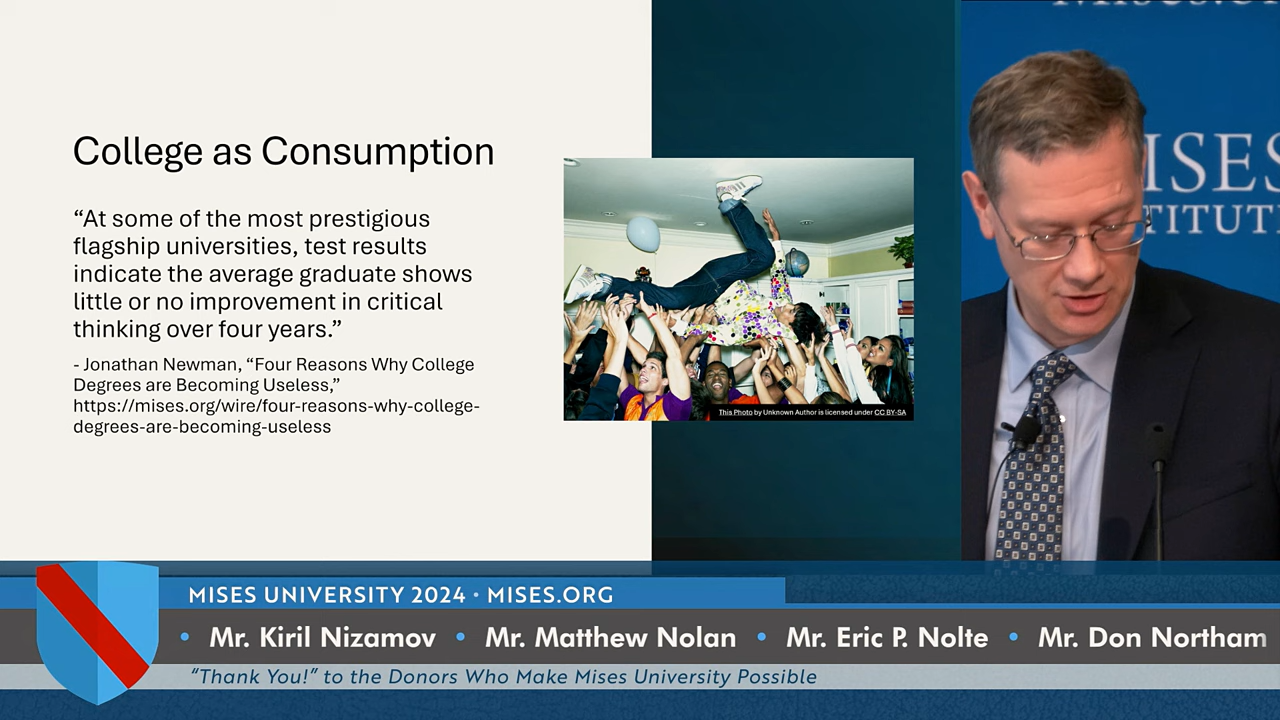 College as Consumption
“At some of the most prestigious
flagship universities, test results
indicate the average graduate shows
little or no improvement in critical
thinking over four years.”
- Jonathan Newman, “Four Reasons Why College
Degrees are Becoming Useless,”
https://mises.org/wire/four-reasons-why-college-
degrees-are-becoming-useless
This Photo by Unknown Author is licensed under CC BY-SA
ISES
TITUT
MISES UNIVERSITY 2024 • MISES.ORG
• Mr. Kiril Nizamov • Mr. Matthew Nolan • Mr. Eric P. Nolte • Mr. Don Northam
“Thank You!” to the Donors Who Make Mises University Possible